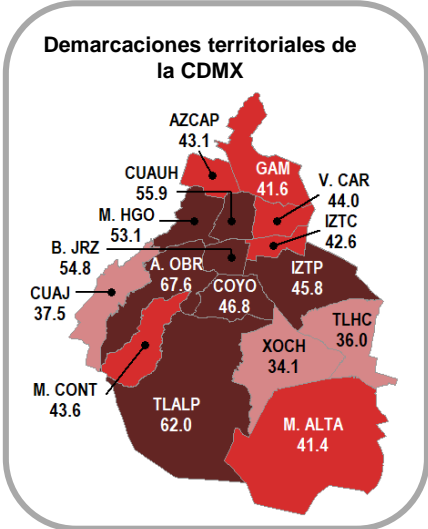 Demarcaciones territoriales de
la CDMX
AZCAP
43.1
GAM
41.6
CUAUH
55.9
V. CAR
44.0
M. HGO
53.1
IZTC
42.6
B. JRZ
54.8
A. OBR
67.6
COYO
46.8
IZTP
45.8
CUAJ
37.5
TLHC
36.0
XOCH
34.1
M. CONT
43.6
TLALP
62.0
M. ALTA
41.4